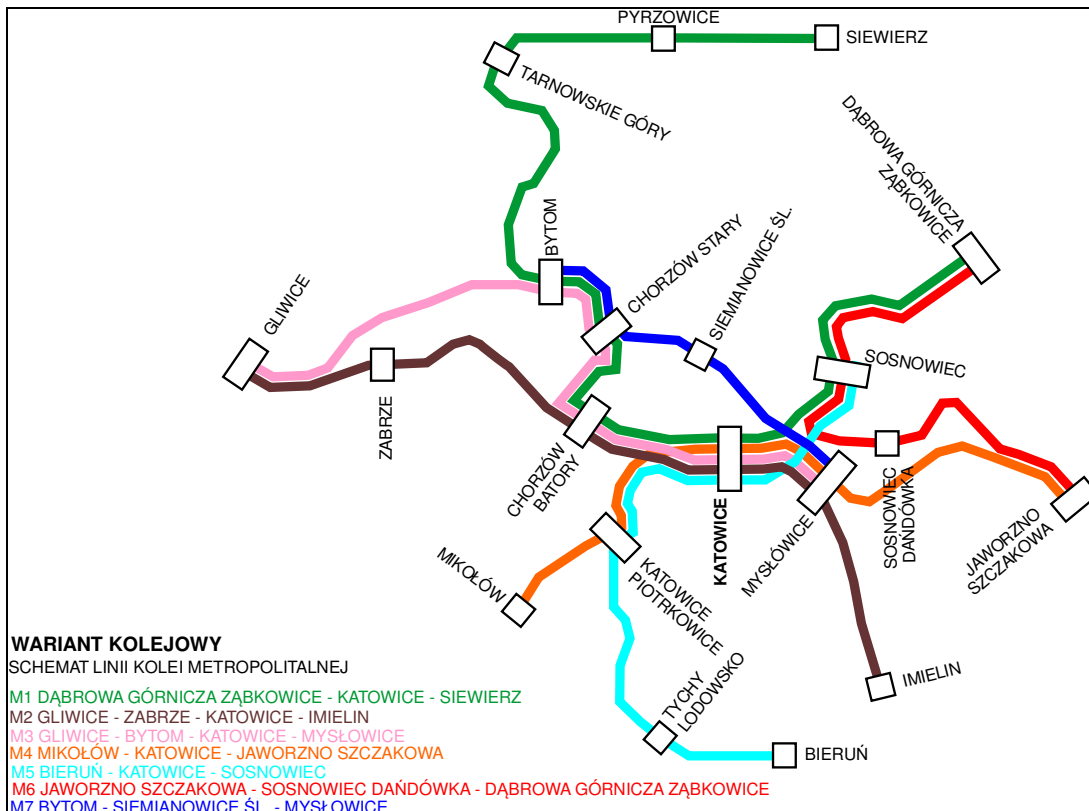 PYRZOWICE
SIEWIERZ
TARNOWSKIE GÓRY
DĄBROWA GÓRNICZA
ZĄBKOWICE
BYTOM
CHORZÓW STARY
SIEMIANOWICE ŚL.
GLIWICE
ZABRZE
SOSNOWIEC
CHORZÓW
BATORY
KATOWICE
MYSŁÓWICE
SOSNOWIEC
DAŃDÓWKA
JAWORZNO
SZCZAKOWA
MIKOŁÓW
KATOWICE
PIOTRKOWICE
IMIELIN
TYCHY
LODOWSKO
BIERUŃ
WARIANT KOLEJOWY
SCHEMAT LINII KOLEI METROPOLITALNEJ
M1 DĄBROWA GÓRNICZA ZĄBKOWICE - KATOWICE - SIEWIERZ
M2 GLIWICE - ZABRZE - KATOWICE - IMIELIN
M3 GLIWICE - BYTOM - KATOWICE - MYSŁOWICE
M4 MIKOŁÓW - KATOWICE - JAWORZNO SZCZAKOWA
M5 BIERUŃ - KATOWICE - SOSNOWIEC
M6 JAWORZNO SZCZAKOWA - SOSNOWIEC DAŃDÓWKA - DĄBROWA GÓRNICZA ZĄBKOWICE
M7 BYTOM - SIEMIANOWICE ŚL. - MYSŁOWICE